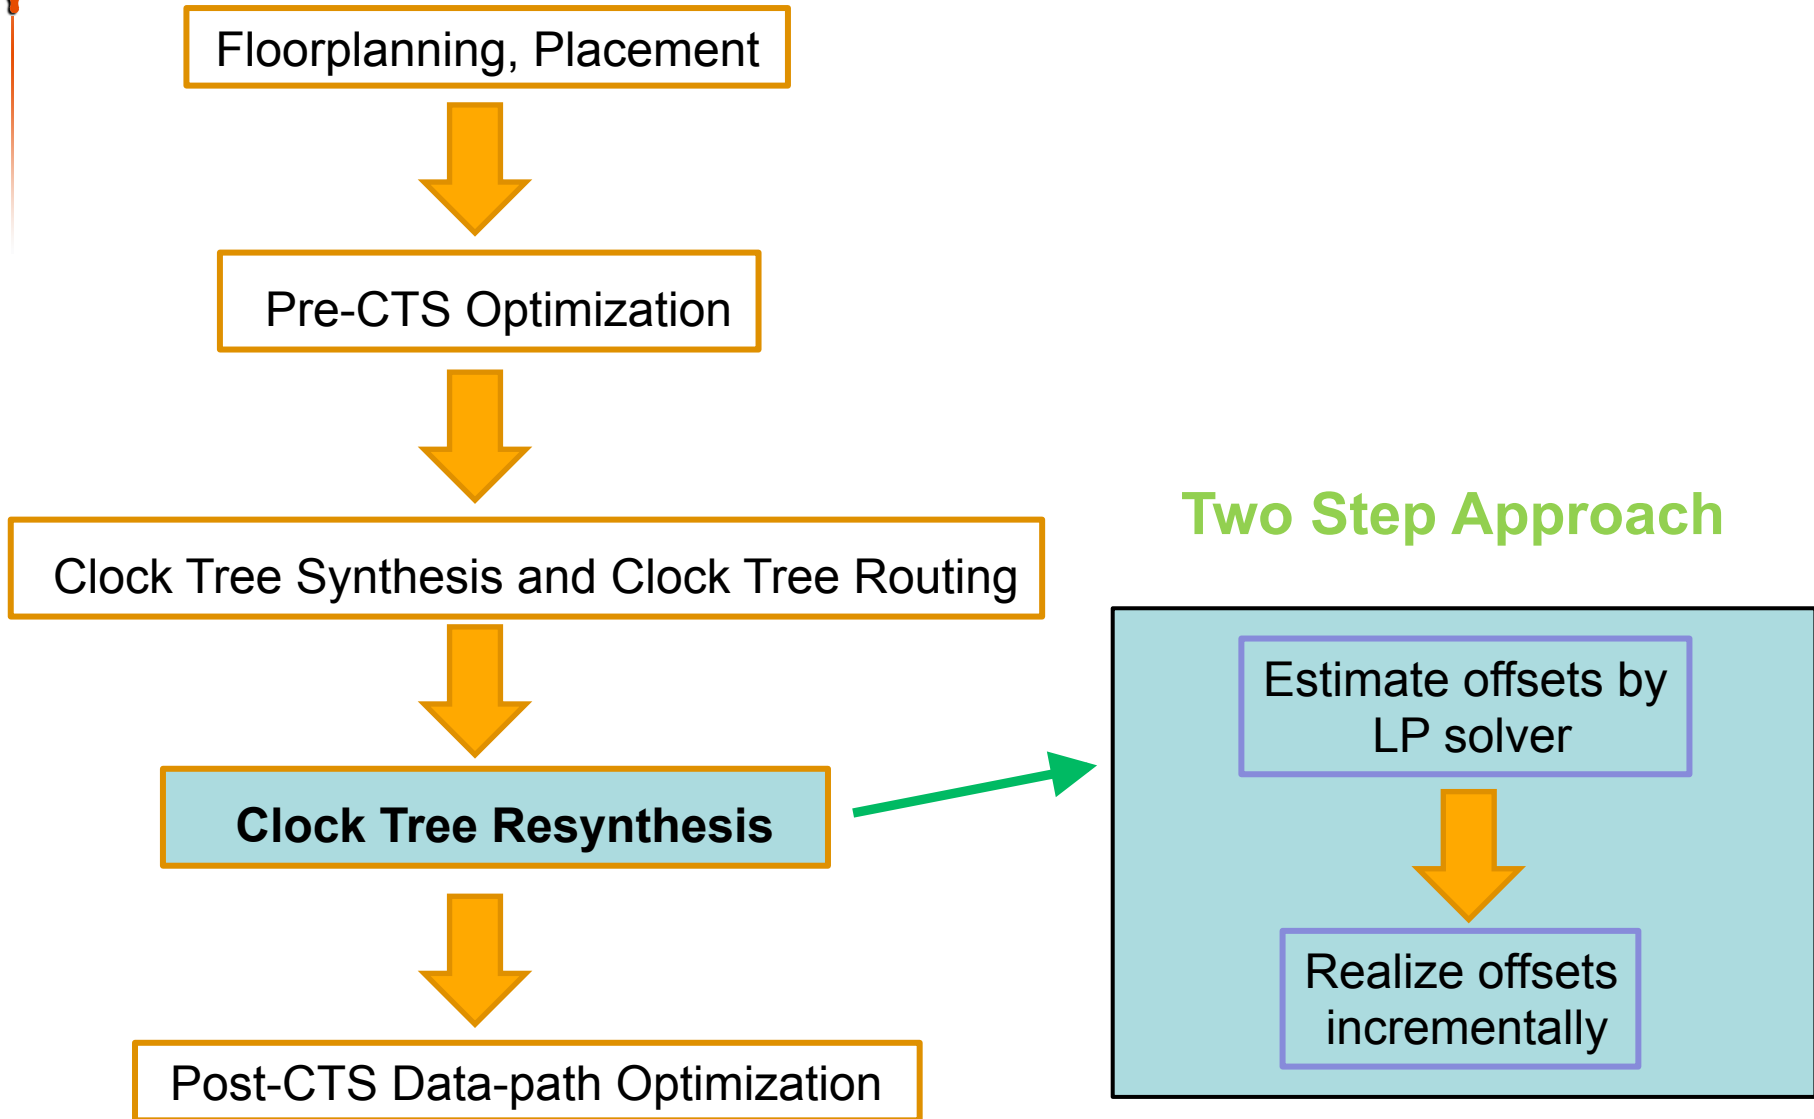 Floorplanning, Placement
Pre-CTS Optimization
Clock Tree Synthesis and Clock Tree Routing
Clock Tree Resynthesis
Post-CTS Data-path Optimization
Two Step Approach
Estimate offsets by
LP solver
Realize offsets
incrementally